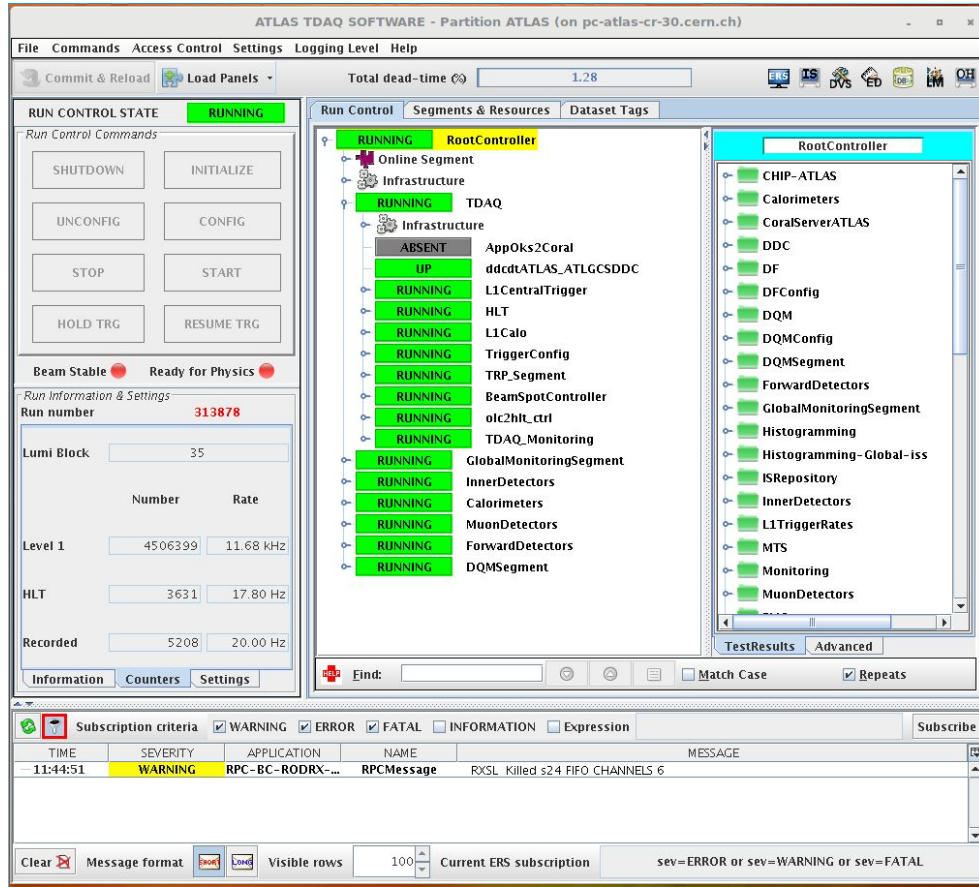 ATLAS TDAQ SOFTWARE - Partition ATLAS (on pc-atlas-cr-30.cern.ch)
File Commands Access Control Settings Logging Level Help
Commit & Reload Load Panels Total dead-time (%) 1.28 ERS IS DVS ED DB LM OH
RUN CONTROL STATE RUNNING
Run Control Commands
SHUTDOWN INITIALIZE
UNCONFIG CONFIG
STOP START
HOLD TRG RESUME TRG
Beam Stable Ready for Physics
Run Information & Settings
Run number 313878
Lumi Block 35
Number Rate
Level 1 4506399 11.68 kHz
HLT 3631 17.80 Hz
Recorded 5208 20.00 Hz
Information Counters Settings
Run Control Segments & Resources Dataset Tags
RUNNING RootController
Online Segment
Infrastructure
RUNNING TDAQ
Infrastructure
ABSENT AppOks2Coral
UP ddcdtATLAS_ATLGCSDDC
RUNNING L1CentralTrigger
RUNNING HLT
RUNNING L1Calo
RUNNING TriggerConfig
RUNNING TRP_Segment
RUNNING BeamSpotController
RUNNING olc2hlt_ctrl
RUNNING TDAQ_Monitoring
RUNNING GlobalMonitoringSegment
RUNNING InnerDetectors
RUNNING Calorimeters
RUNNING MuonDetectors
RUNNING ForwardDetectors
RUNNING DQMSegment
RootController
CHIP-ATLAS
Calorimeters
CoralServerATLAS
DDC
DF
DFConfig
DQM
DQMConfig
DQMSegment
ForwardDetectors
GlobalMonitoringSegment
Histogramming
Histogramming-Global-iss
ISRepository
InnerDetectors
L1TriggerRates
MTS
Monitoring
MuonDetectors
TestResults Advanced
HELP Find: Match Case Repeats
Subscription criteria WARNING ERROR FATAL INFORMATION Expression Subscribe
TIME SEVERITY APPLICATION NAME MESSAGE
11:44:51 WARNING RPC-BC-RODRX-... RPCMessage RXSL Killed s24 FIFO CHANNELS 6
Clear Message format SHORT LONG Visible rows 100 Current ERS subscription sev=ERROR or sev=WARNING or sev=FATAL